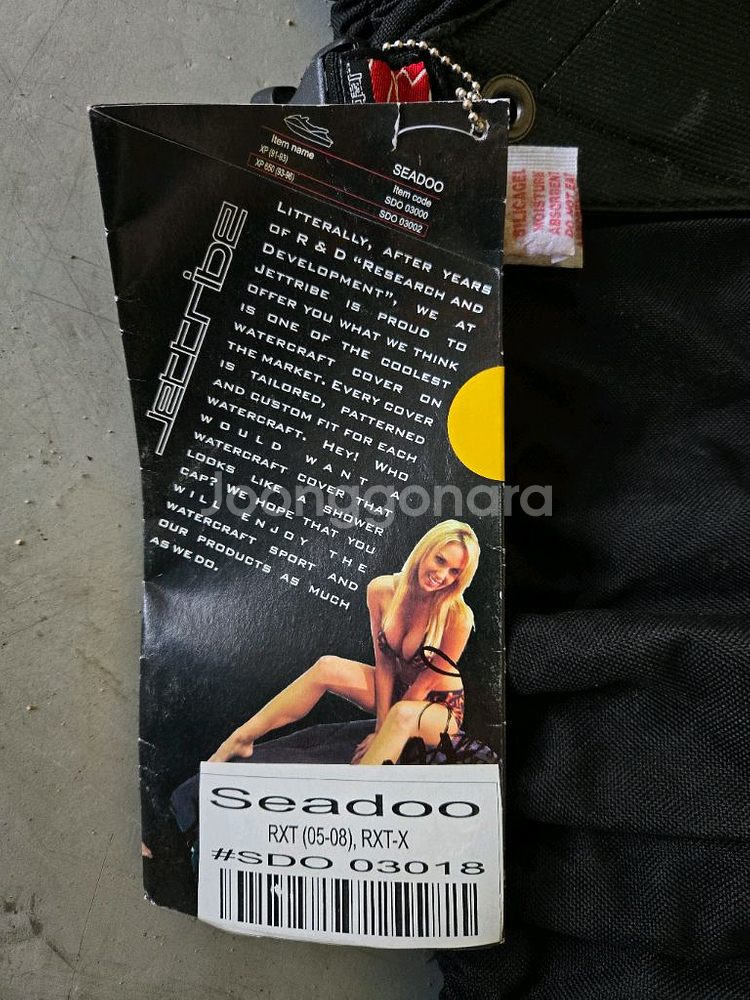 SEADOO
Item name Item code
XP (91-93) SDO 03000
XP 650 (93-96) SDO 03002
SILICAGEL
MOISTURE
ABSORBENT
DO NOT EA
jettribe
LITTERALLY, AFTER YEARS
OF R & D "RESEARCH AND
DEVELOPMENT", WE AT
JETTRIBE IS PROUD TO
OFFER YOU WHAT WE THINK
IS ONE OF THE COOLEST
WATERCRAFT COVER ON
THE MARKET. EVERY COVER
IS TAILORED, PATTERNED
AND CUSTOM FIT FOR EACH
WATERCRAFT. HEY! WHO
WOULD WANT A
WATERCRAFT COVER THAT
LOOKS LIKE A SHOWER
CAP? WE HOPE THAT YOU
WILL ENJOY THE
WATERCRAFT SPORT AND
OUR PRODUCTS AS MUCH
AS WE DO.
Joonggonara
Seadoo
RXT (05-08), RXT-X
#SDO 03018